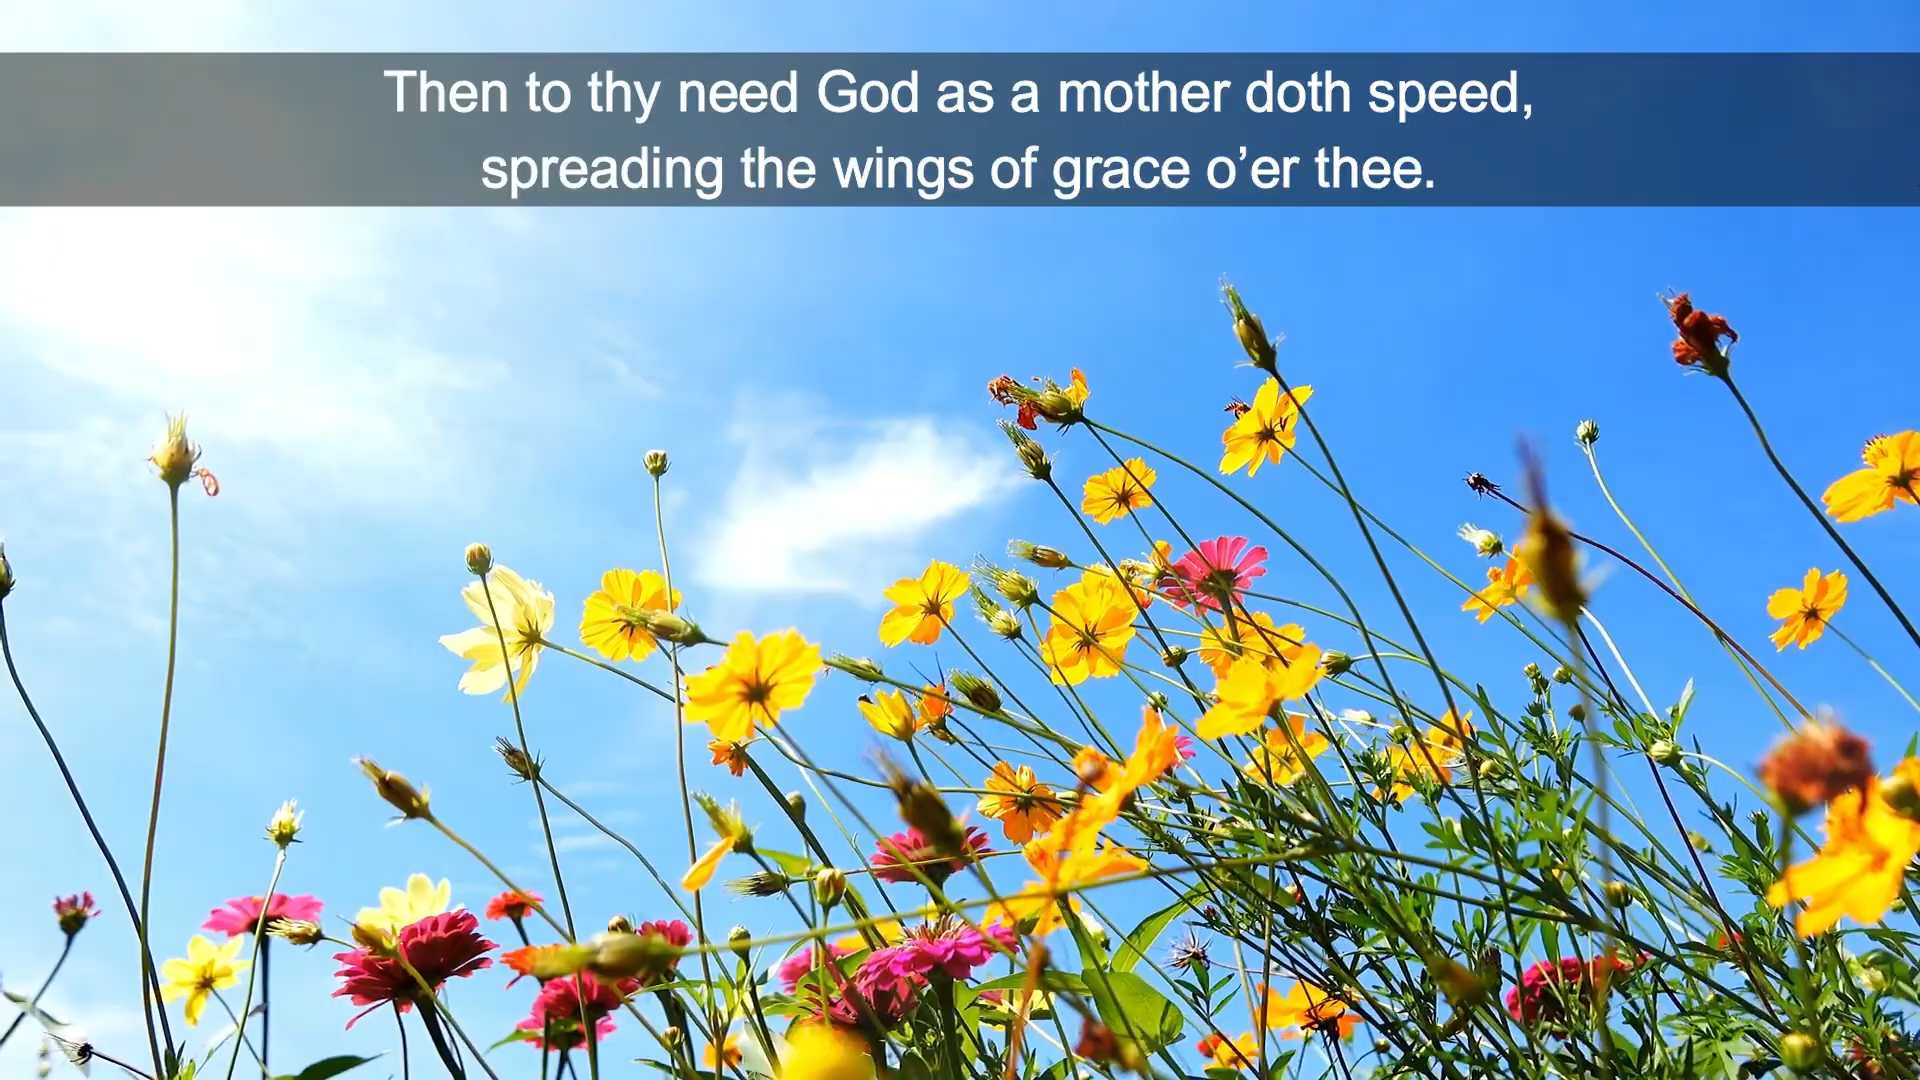 Then to thy need God as a mother doth speed,
spreading the wings of grace o’er thee.